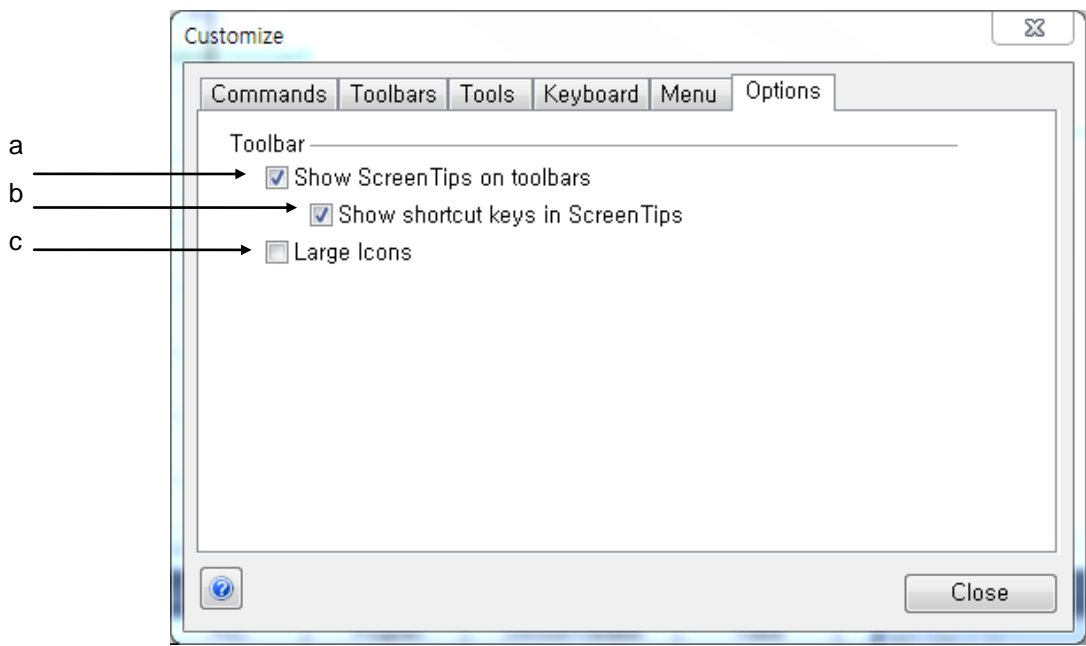 Customize
Commands Toolbars Tools Keyboard Menu Options
Toolbar
a
Show ScreenTips on toolbars
b
Show shortcut keys in ScreenTips
c
Large Icons
Close